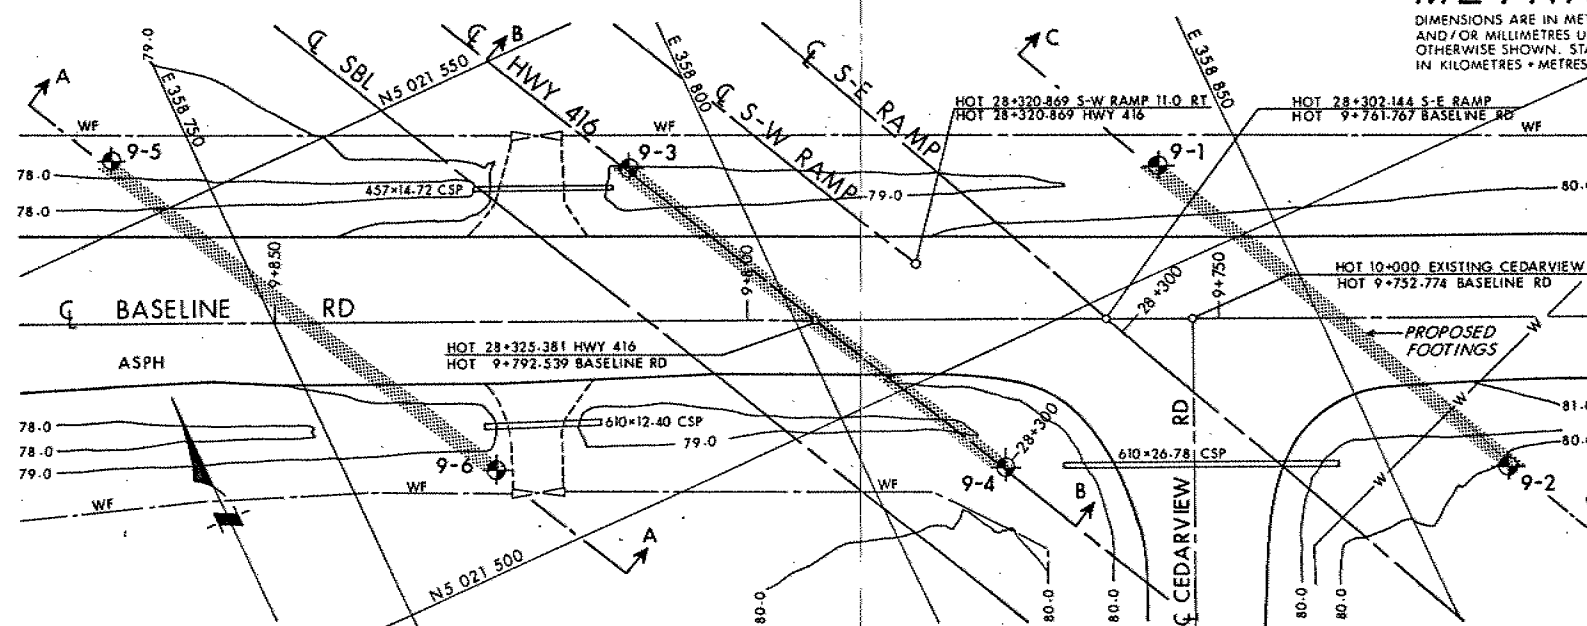 DIMENSIONS ARE IN MET
AND/OR MILLIMETRES U
OTHERWISE SHOWN. STA
IN KILOMETRES + METRES
A
79.0
E 358 750
℄ SBL
N5 021 550
℄ HWY 416
B
E 358 800
℄ S-W RAMP
℄ S-E RAMP
C
E 358 850
HOT 28+320.869 S-W RAMP 11.0 RT
HOT 28+320.869 HWY 416
HOT 28+302.144 S-E RAMP
HOT 9+761.767 BASELINE RD
WF
WF
WF
9-5
9-3
9-1
78.0
457×14.72 CSP
79.0
80.
78.0
9+850
9+800
28+300
9+750
HOT 10+000 EXISTING CEDARVIEW
HOT 9+752.774 BASELINE RD
℄ BASELINE RD
W
PROPOSED
FOOTINGS
HOT 28+325.381 HWY 416
HOT 9+792.539 BASELINE RD
ASPH
W
81.
78.0
610×12.40 CSP
28+300
80.
78.0
79.0
79.0
9-6
9-4
610×26.78 CSP
W
9-2
WF
WF
WF
B
A
N5 021 500
℄ CEDARVIEW RD
80.0
80.0
80.0
80.0
80.0